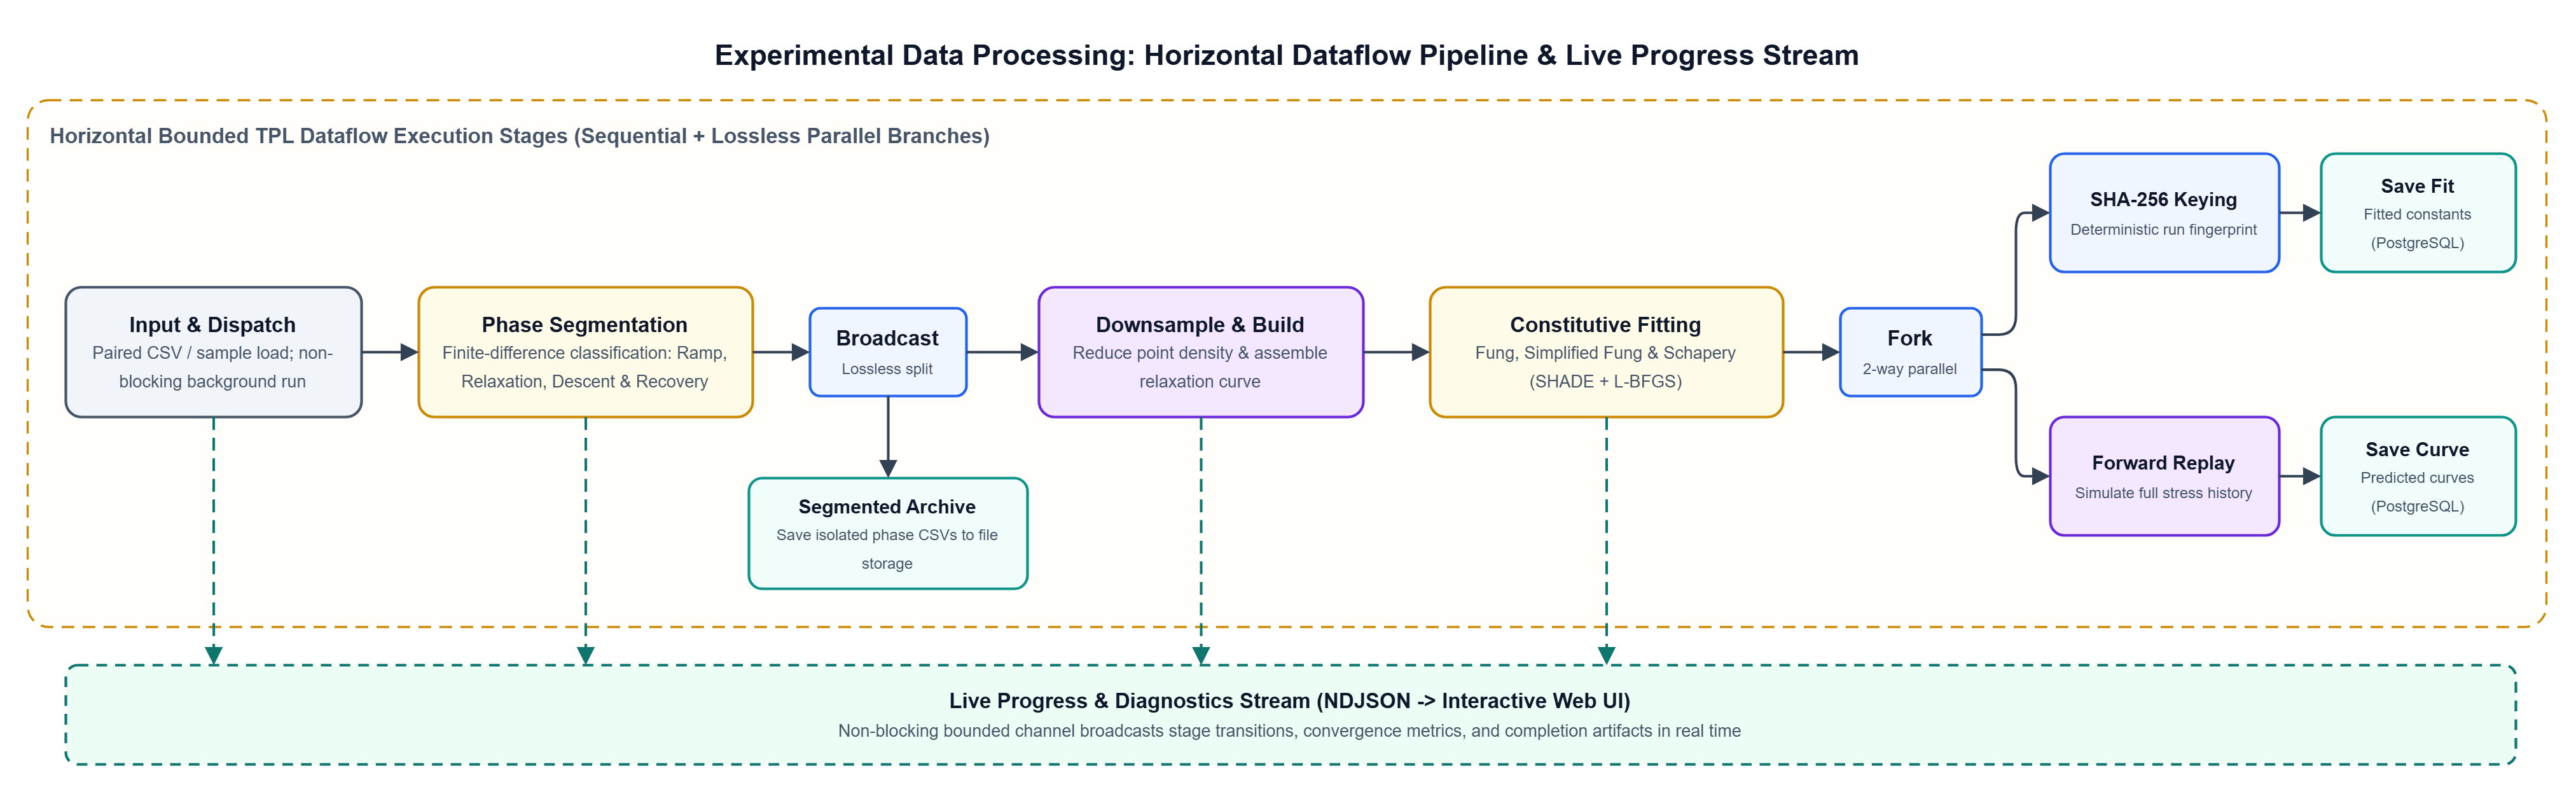 Experimental Data Processing: Horizontal Dataflow Pipeline & Live Progress Stream
Horizontal Bounded TPL Dataflow Execution Stages (Sequential + Lossless Parallel Branches)
Input & Dispatch
Paired CSV / sample load; non-
blocking background run
Phase Segmentation
Finite-difference classification: Ramp,
Relaxation, Descent & Recovery
Broadcast
Lossless split
Segmented Archive
Save isolated phase CSVs to file
storage
Downsample & Build
Reduce point density & assemble
relaxation curve
Constitutive Fitting
Fung, Simplified Fung & Schapery
(SHADE + L-BFGS)
Fork
2-way parallel
SHA-256 Keying
Deterministic run fingerprint
Save Fit
Fitted constants
(PostgreSQL)
Forward Replay
Simulate full stress history
Save Curve
Predicted curves
(PostgreSQL)
Live Progress & Diagnostics Stream (NDJSON -> Interactive Web UI)
Non-blocking bounded channel broadcasts stage transitions, convergence metrics, and completion artifacts in real time